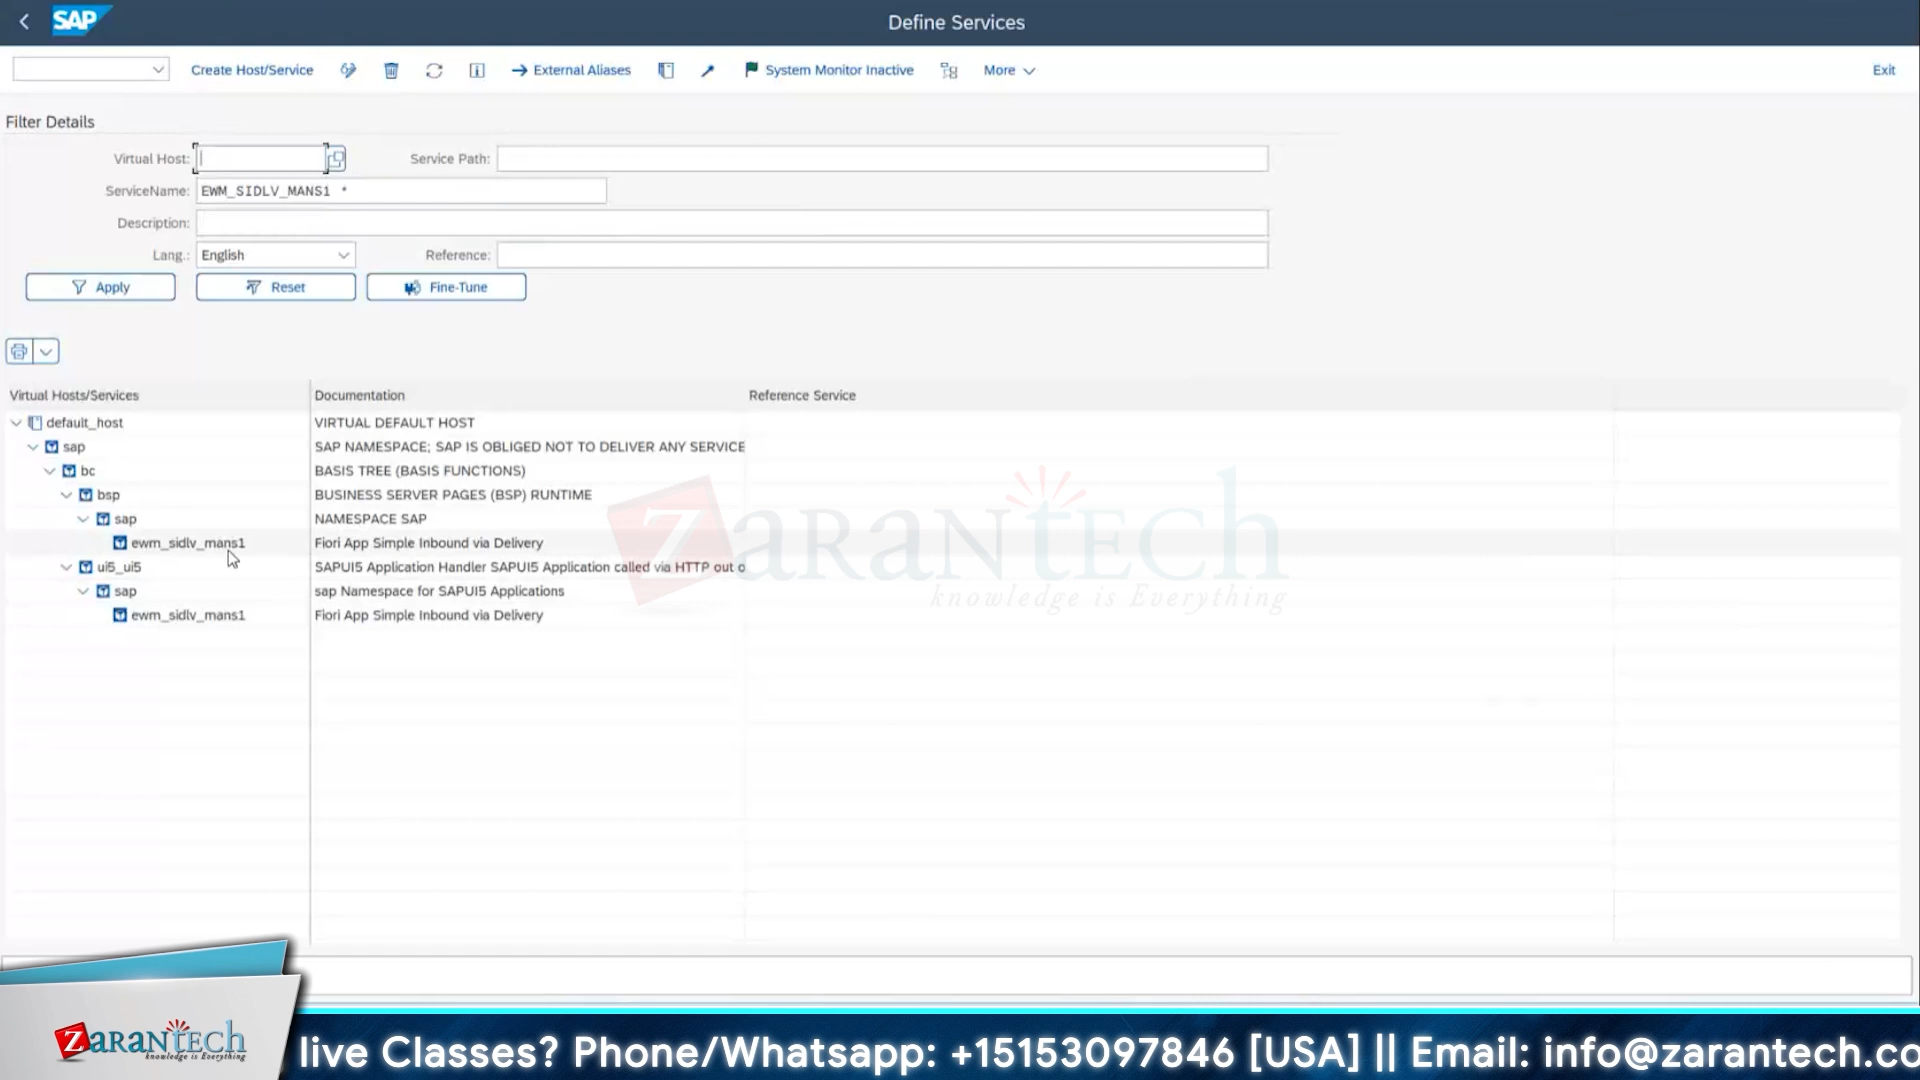 SAP
Define Services
Create Host/Service
External Aliases
System Monitor Inactive
More
Exit
Filter Details
Virtual Host:
Service Path:
ServiceName:
EWM_SIDLV_MANS1 *
Description:
Lang.:
English
Reference:
Apply
Reset
Fine-Tune
Virtual Hosts/Services
Documentation
Reference Service
default_host
VIRTUAL DEFAULT HOST
sap
SAP NAMESPACE; SAP IS OBLIGED NOT TO DELIVER ANY SERVICE
bc
BASIS TREE (BASIS FUNCTIONS)
bsp
BUSINESS SERVER PAGES (BSP) RUNTIME
sap
NAMESPACE SAP
ewm_sidlv_mans1
Fiori App Simple Inbound via Delivery
ui5_ui5
SAPUI5 Application Handler SAPUI5 Application called via HTTP out o
sap
sap Namespace for SAPUI5 Applications
ewm_sidlv_mans1
Fiori App Simple Inbound via Delivery
ZARANTECH
knowledge is Everything
ZARANTECH
knowledge is Everything
live Classes? Phone/Whatsapp: +15153097846 [USA] || Email: info@zarantech.co